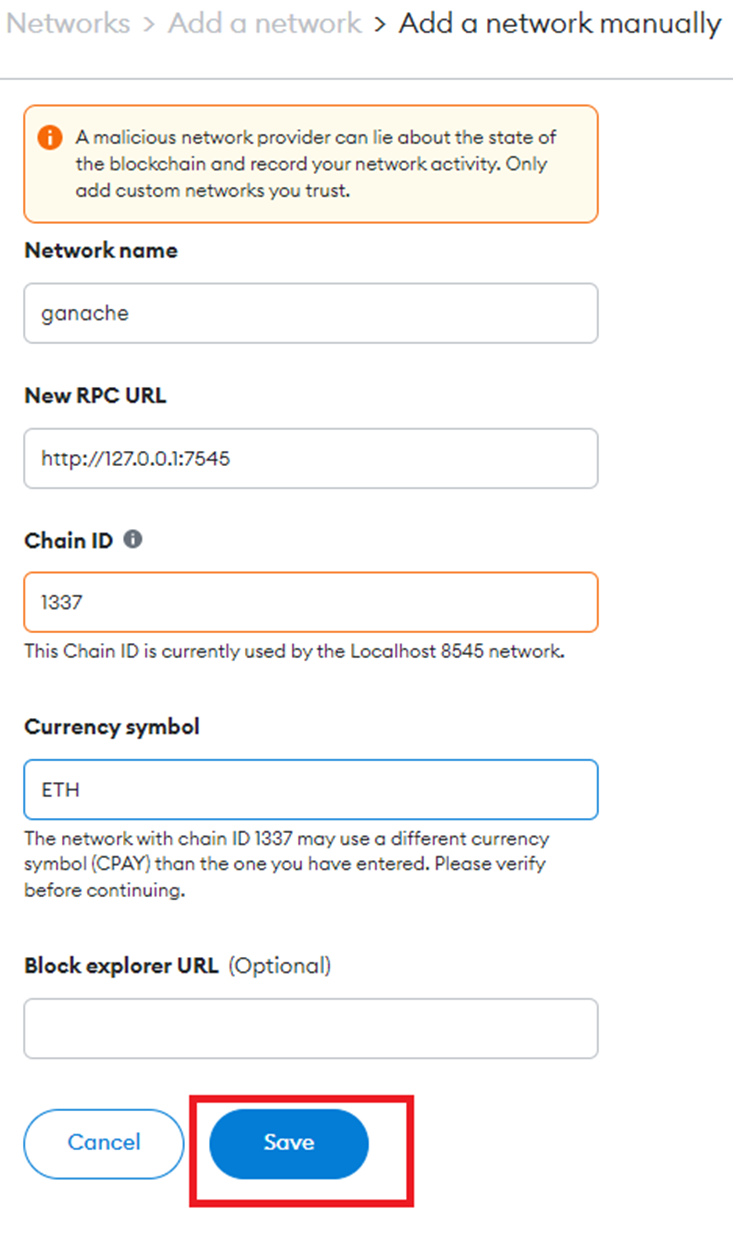 Networks > Add a network > Add a network manually
A malicious network provider can lie about the state of
the blockchain and record your network activity. Only
add custom networks you trust.
Network name
ganache
New RPC URL
http://127.0.0.1:7545
Chain ID
1337
This Chain ID is currently used by the Localhost 8545 network.
Currency symbol
ETH
The network with chain ID 1337 may use a different currency
symbol (CPAY) than the one you have entered. Please verify
before continuing.
Block explorer URL (Optional)
Cancel Save